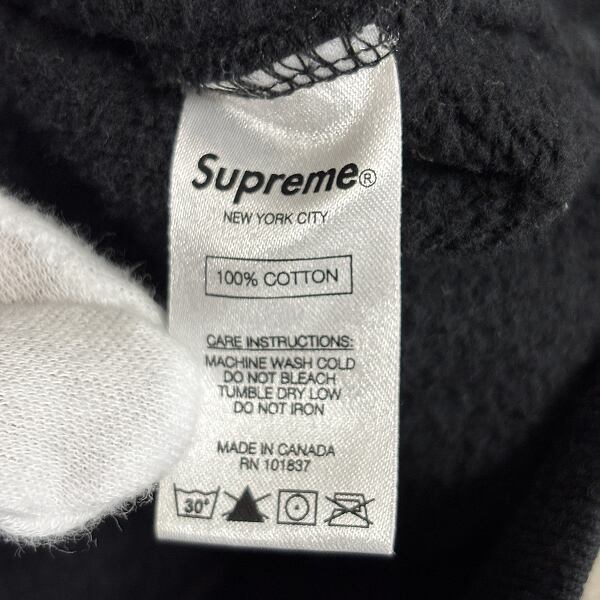 Supreme®
NEW YORK CITY
100% COTTON
CARE INSTRUCTIONS:
MACHINE WASH COLD
DO NOT BLEACH
TUMBLE DRY LOW
DO NOT IRON
MADE IN CANADA
RN 101837
30°